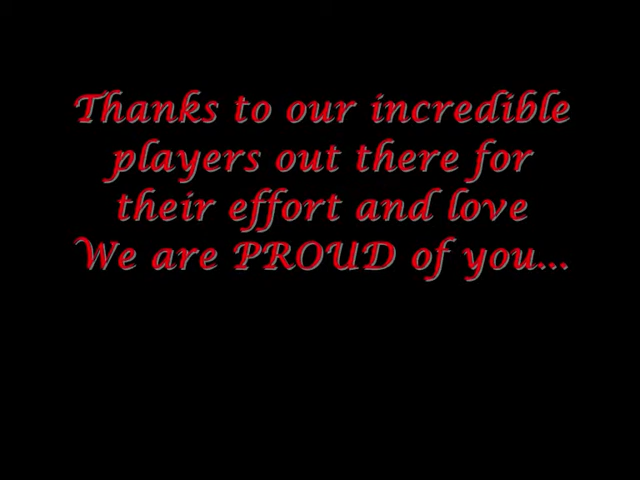 Thanks to our incredible
players out there for
their effort and love
We are PROUD of you...